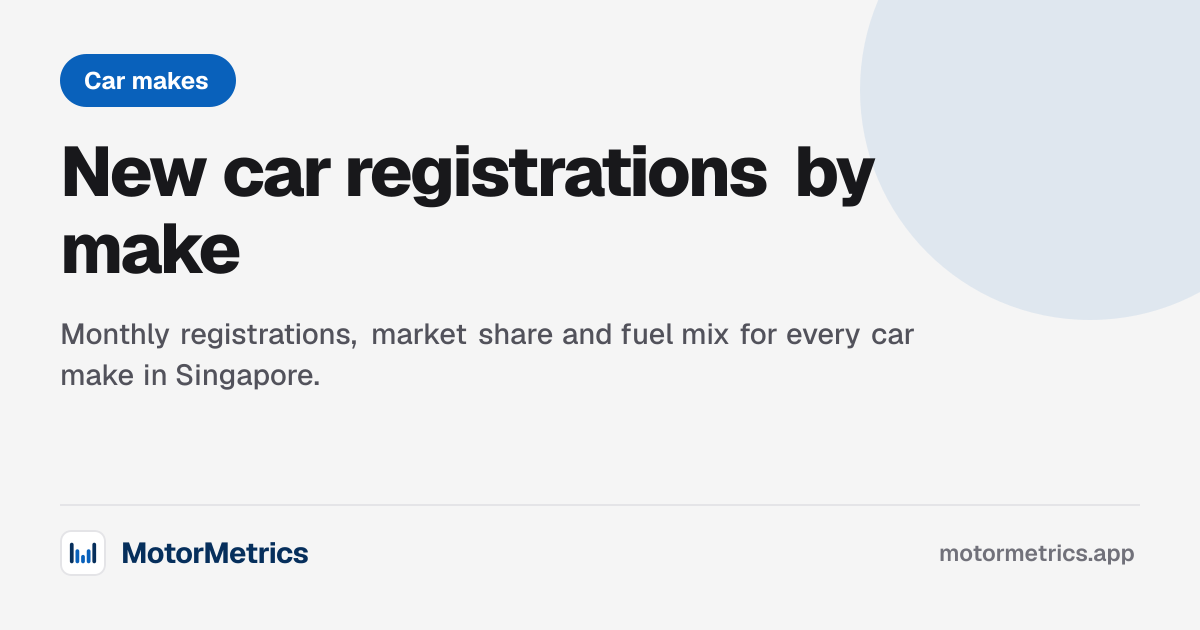 Car makes
New car registrations by
make
Monthly registrations, market share and fuel mix for every car
make in Singapore.
MotorMetrics
motormetrics.app